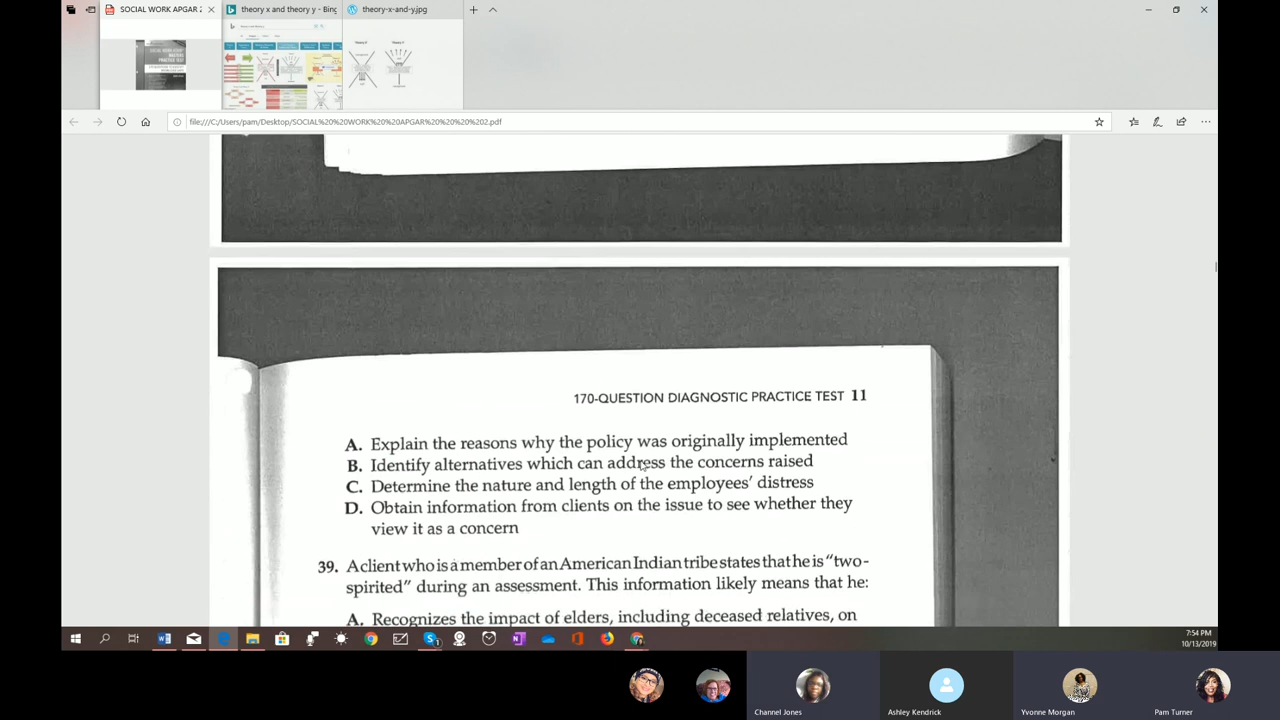 SOCIAL WORK APGAR 2
theory x and theory y - Bing
theory-x-and-y.jpg
file:///C:/Users/pam/Desktop/SOCIAL%20%20WORK%20%20APGAR%20%20%20%202.pdf
170-QUESTION DIAGNOSTIC PRACTICE TEST 11
A. Explain the reasons why the policy was originally implemented
B. Identify alternatives which can address the concerns raised
C. Determine the nature and length of the employees' distress
D. Obtain information from clients on the issue to see whether they
view it as a concern
39. A client who is a member of an American Indian tribe states that he is "two-
spirited" during an assessment. This information likely means that he:
A. Recognizes the impact of elders, including deceased relatives, on
7:54 PM
10/13/2019
Channel Jones
Ashley Kendrick
Yvonne Morgan
Pam Turner